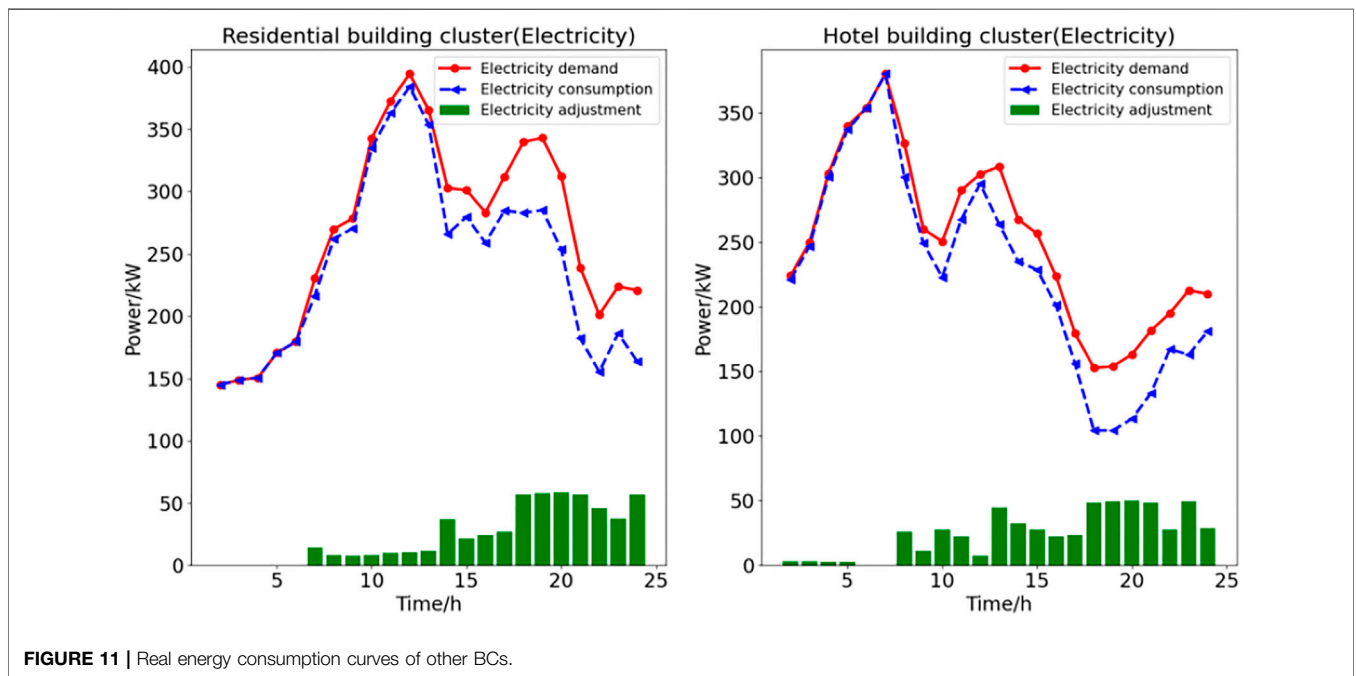 Residential building cluster(Electricity)
Electricity demand
Electricity consumption
Electricity adjustment
400
350
300
250
200
150
100
50
0
Power/kW
5
10
15
20
25
Time/h
Hotel building cluster(Electricity)
Electricity demand
Electricity consumption
Electricity adjustment
350
300
250
200
150
100
50
0
Power/kW
5
10
15
20
25
Time/h
FIGURE 11 | Real energy consumption curves of other BCs.